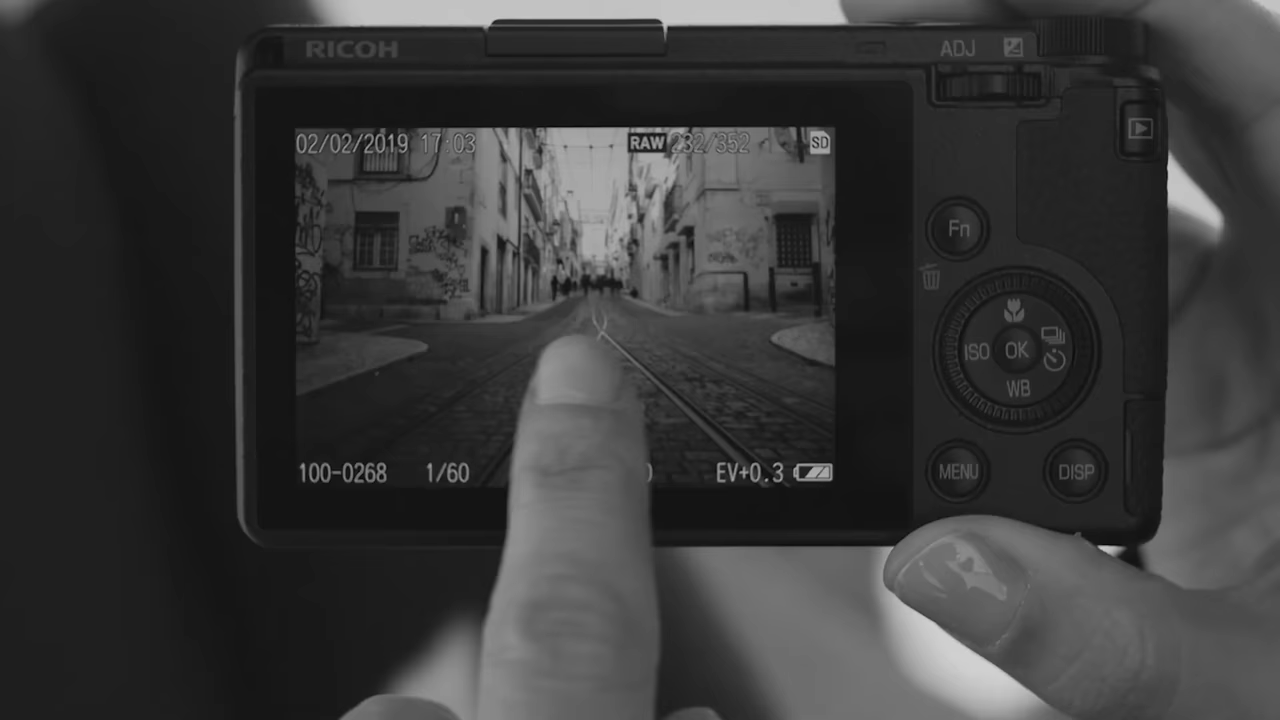 RICOH
ADJ
02/02/2019 17:03 RAW 232/352 SD
Fn
ISO OK
WB
100-0268 1/60 EV+0.3
MENU DISP